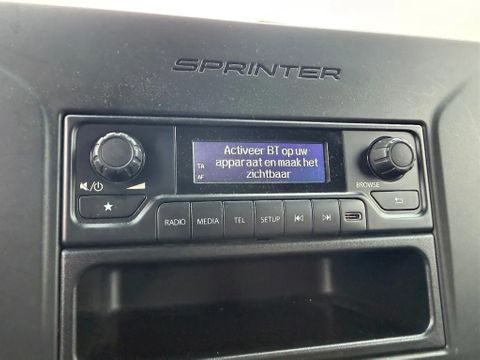 SPRINTER
Activeer BT op uw
TA apparaat en maak het
AF zichtbaar
BROWSE
RADIO MEDIA TEL SETUP